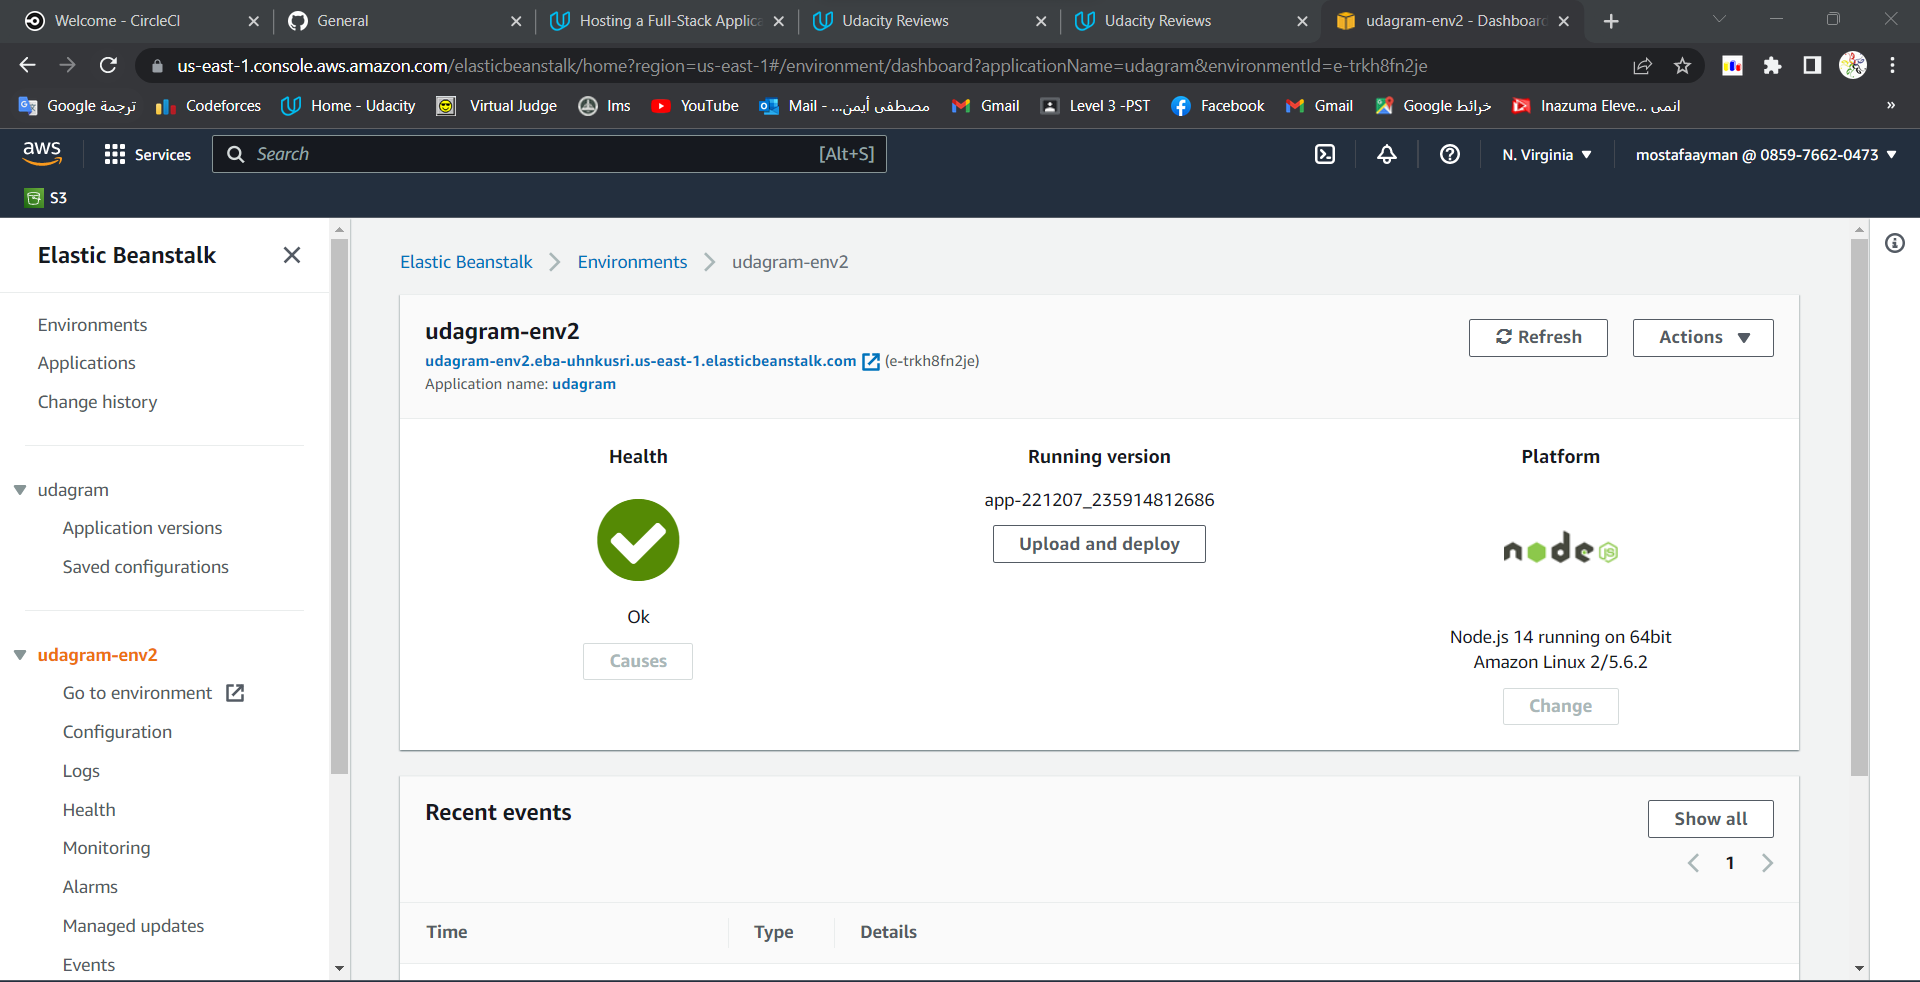 Welcome - CircleCI
General
Hosting a Full-Stack Applica
Udacity Reviews
Udacity Reviews
udagram-env2 - Dashboard
us-east-1.console.aws.amazon.com/elasticbeanstalk/home?region=us-east-1#/environment/dashboard?applicationName=udagram&environmentId=e-trkh8fn2je
ترجمة Google
Codeforces
Home - Udacity
Virtual Judge
lms
YouTube
Mail - ...مصطفى أيمن
Gmail
Level 3 -PST
Facebook
Gmail
خرائط Google
Inazuma Eleve... انمى
»
aws
Services
Search
[Alt+S]
N. Virginia
mostafaayman @ 0859-7662-0473
S3
Elastic Beanstalk
Environments
Applications
Change history
udagram
Application versions
Saved configurations
udagram-env2
Go to environment
Configuration
Logs
Health
Monitoring
Alarms
Managed updates
Events
Elastic Beanstalk
Environments
udagram-env2
udagram-env2
udagram-env2.eba-uhnkusri.us-east-1.elasticbeanstalk.com (e-trkh8fn2je)
Application name: udagram
Refresh
Actions
Health
Ok
Causes
Running version
app-221207_235914812686
Upload and deploy
Platform
node JS
Node.js 14 running on 64bit
Amazon Linux 2/5.6.2
Change
Recent events
Show all
1
Time
Type
Details